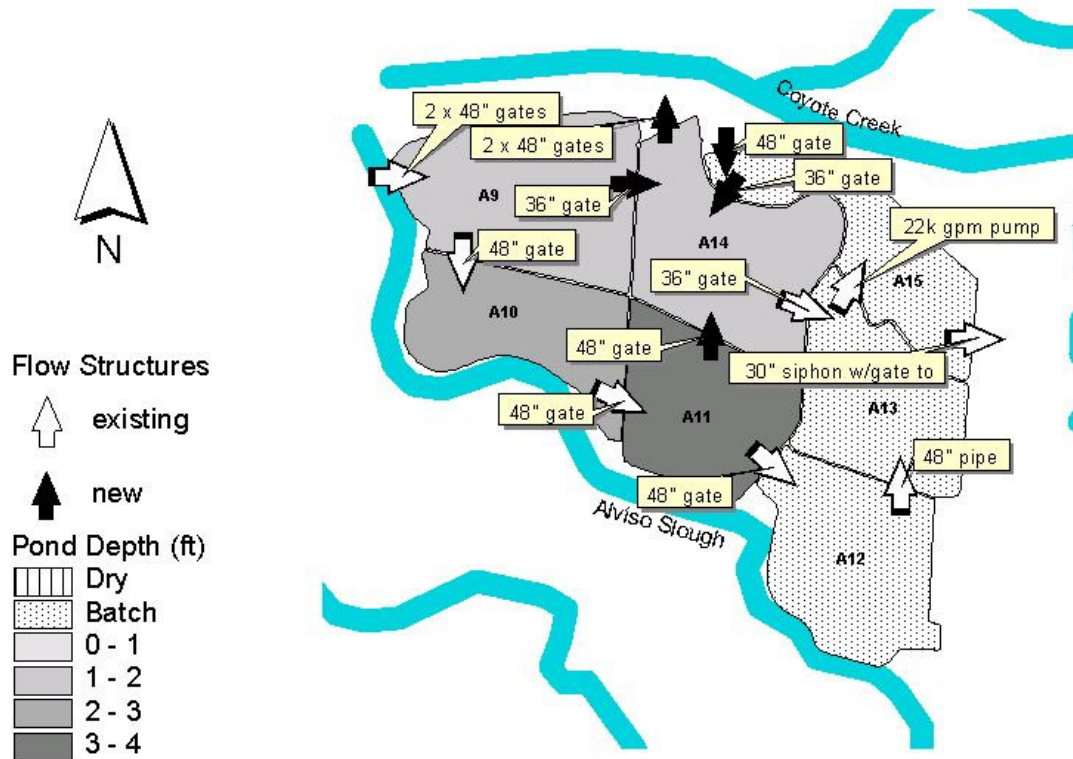 Coyote Creek
2 x 48" gates
2 x 48" gates
48" gate
36" gate
A9
36" gate
22k gpm pump
N
48" gate
A14
36" gate
A15
A10
48" gate
30" siphon w/gate to
Flow Structures
existing
48" gate
A11
A13
new
48" gate
48" pipe
Alviso Slough
A12
Pond Depth (ft)
Dry
Batch
0 - 1
1 - 2
2 - 3
3 - 4